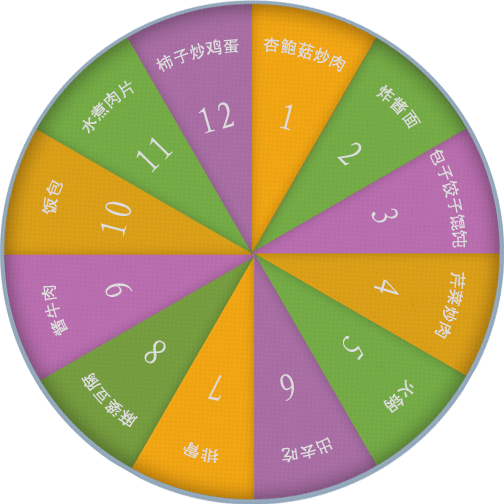 杏鲍菇炒肉
1
炸酱面
2
包子饺子馄饨
3
芹菜炒肉
4
火锅
5
出去吃
6
排骨
7
麻婆豆腐
8
酱牛肉
9
饭包
10
水煮肉片
11
柿子炒鸡蛋
12